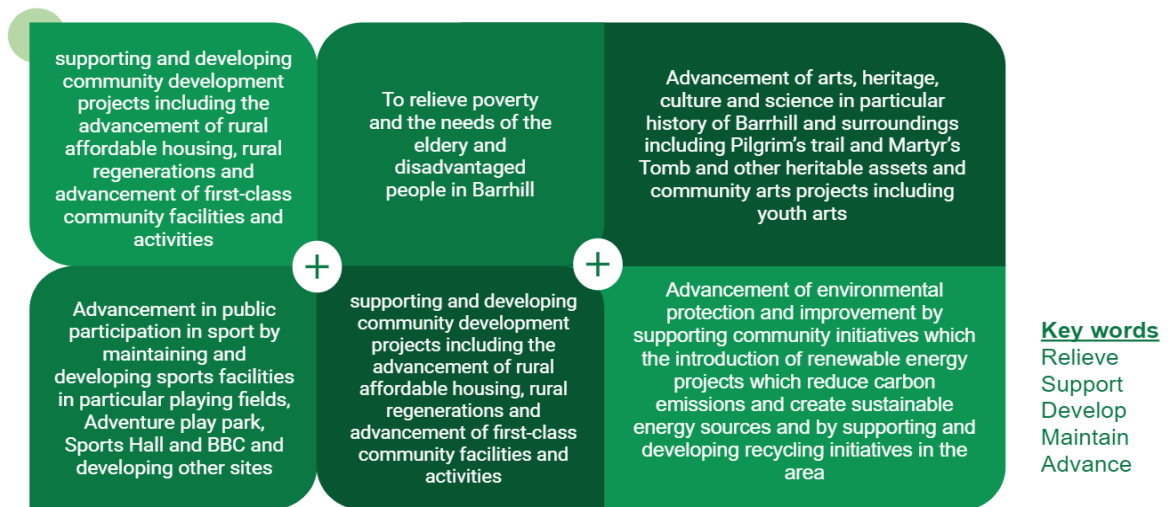 supporting and developing
community development
projects including the
advancement of rural
affordable housing, rural
regenerations and
advancement of first-class
community facilities and
activities
To relieve poverty
and the needs of the
eldery and
disadvantaged
people in Barrhill
Advancement of arts, heritage,
culture and science in particular
history of Barrhill and surroundings
including Pilgrim's trail and Martyr's
Tomb and other heritable assets and
community arts projects including
youth arts
Advancement in public
participation in sport by
maintaining and
developing sports facilities
in particular playing fields,
Adventure play park,
Sports Hall and BBC and
developing other sites
supporting and developing
community development
projects including the
advancement of rural
affordable housing, rural
regenerations and
advancement of first-class
community facilities and
activities
Advancement of environmental
protection and improvement by
supporting community initiatives which
the introduction of renewable energy
projects which reduce carbon
emissions and create sustainable
energy sources and by supporting and
developing recycling initiatives in the
area
Key words
Relieve
Support
Develop
Maintain
Advance